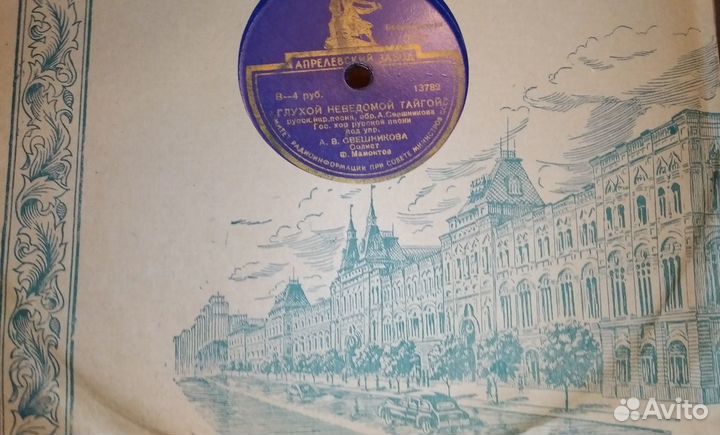 АПРЕЛЕВСКИЙ ЗАВОД
В—4 руб. 13789
ГЛУХОЙ НЕВЕДОМОЙ ТАЙГОЙ
русск. нар. песня, обр. А. Свешникова
Гос. хор русской песни
под упр.
А. В. СВЕШНИКОВА
Солист
Ф. Мамонтов
РАДИОИНФОРМАЦИИ ПРИ СОВЕТЕ МИНИСТРОВ
Avito